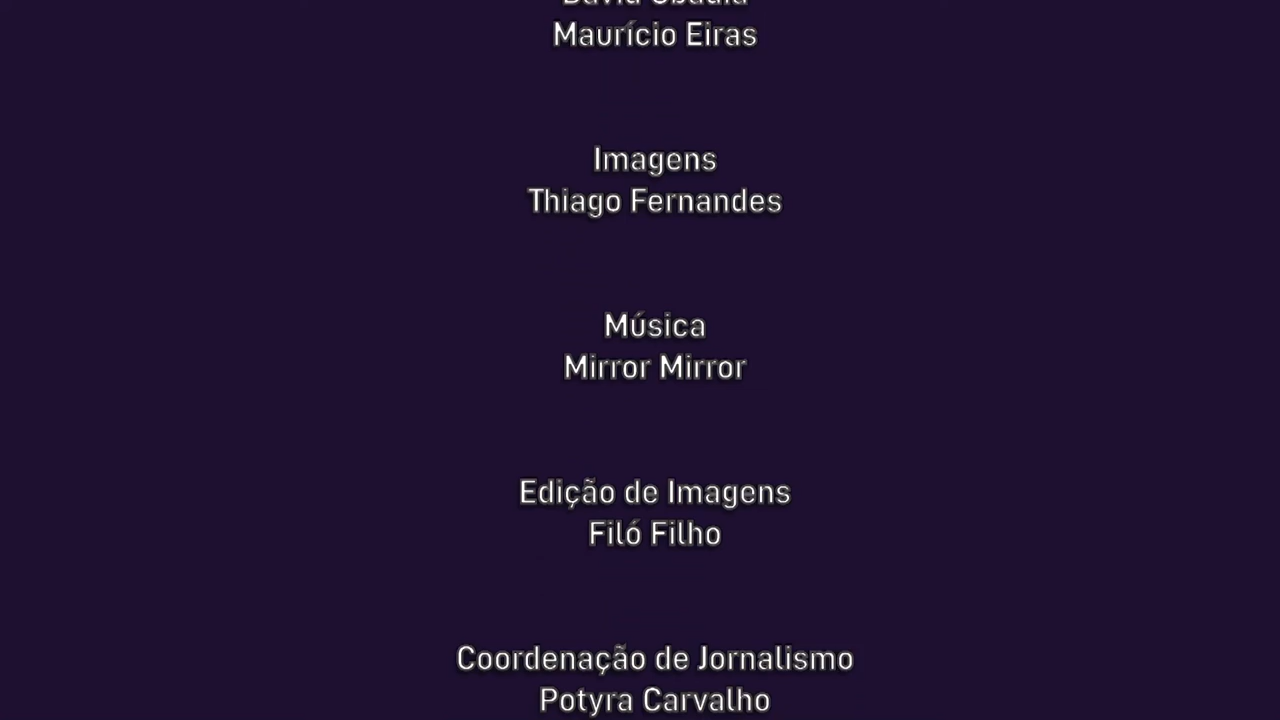 Maurício Eiras
Imagens
Thiago Fernandes
Música
Mirror Mirror
Edição de Imagens
Filó Filho
Coordenação de Jornalismo
Potyra Carvalho